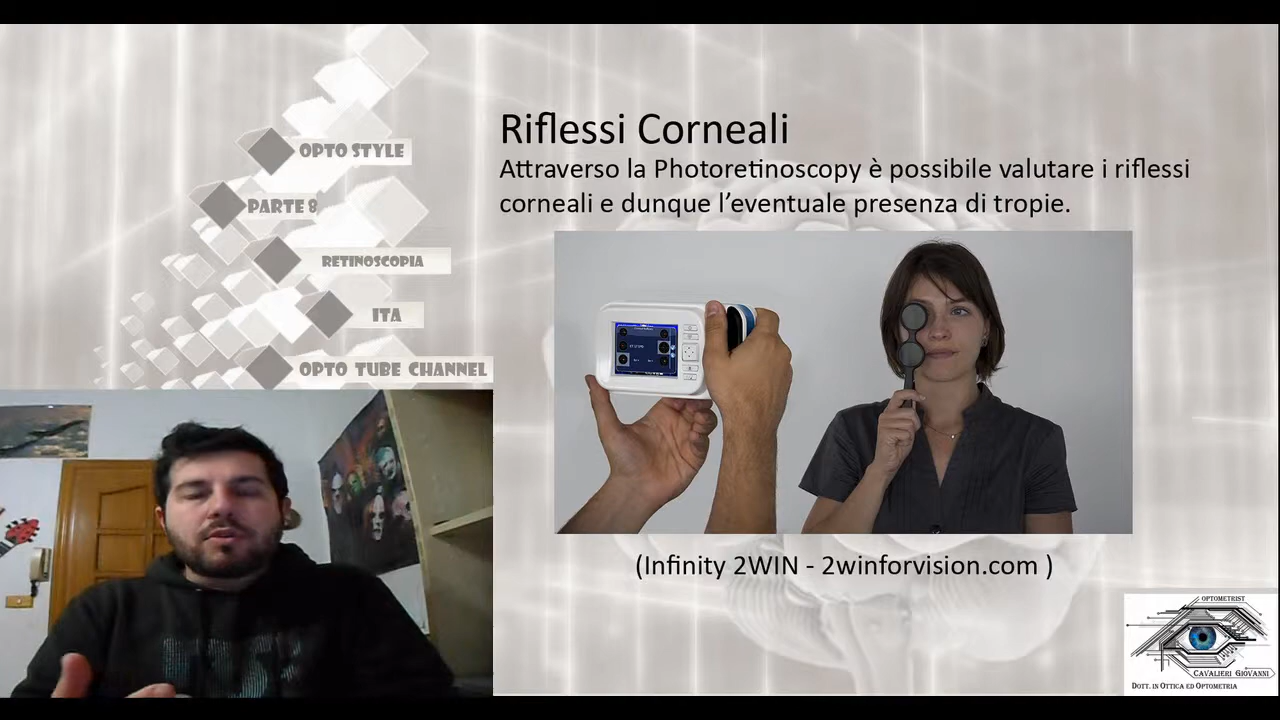 OPTO STYLE
PARTE 8
RETINOSCOPIA
ITA
OPTO TUBE CHANNEL
Riflessi Corneali
Attraverso la Photoretinoscopy è possibile valutare i riflessi
corneali e dunque l’eventuale presenza di tropie.
(Infinity 2WIN - 2winforvision.com )
OPTOMETRIST
CAVALIERI GIOVANNI
DOTT. IN OTTICA ED OPTOMETRIA